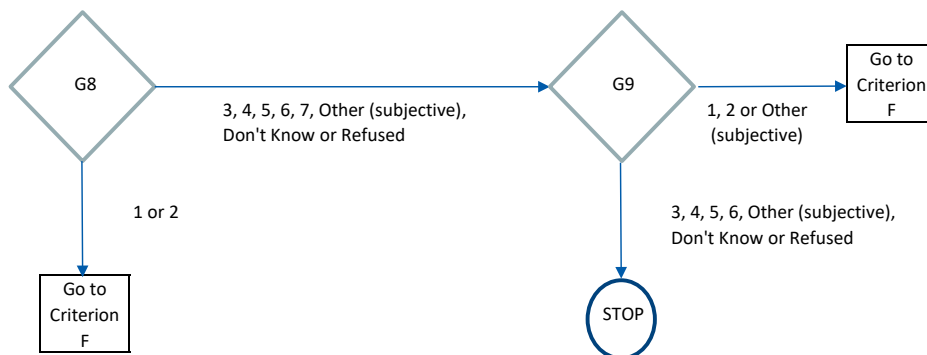 G8
3, 4, 5, 6, 7, Other (subjective),
Don't Know or Refused
G9
1, 2 or Other
(subjective)
Go to
Criterion
F
1 or 2
3, 4, 5, 6, Other (subjective),
Don't Know or Refused
Go to
Criterion
F
STOP